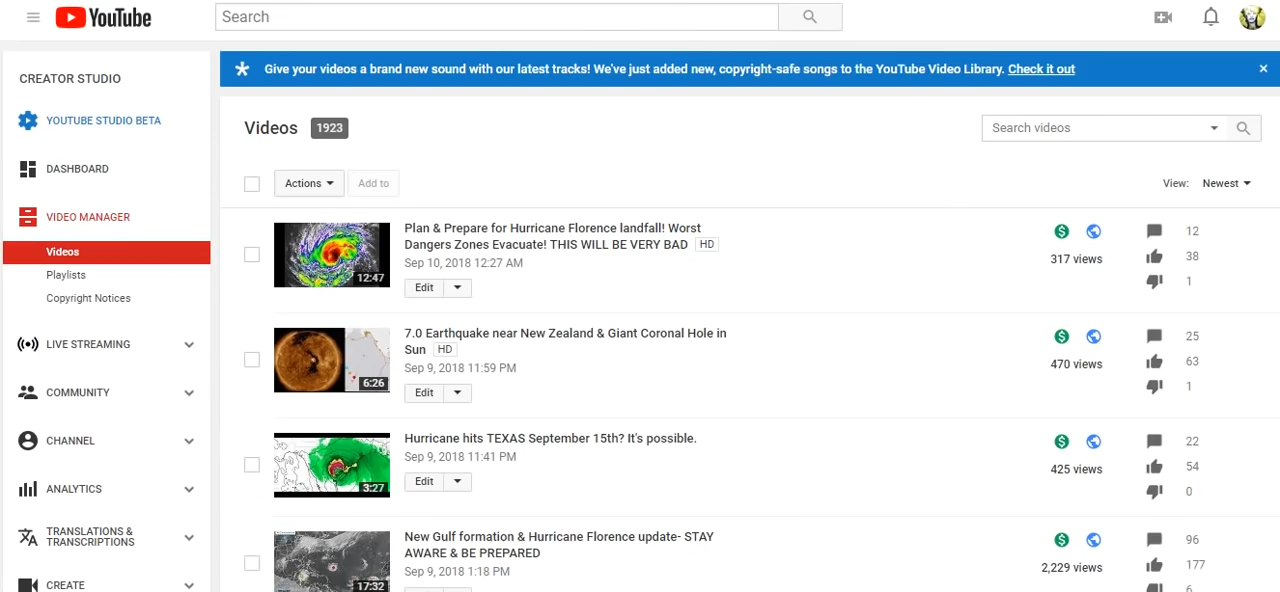 YouTube
Search
CREATOR STUDIO
Give your videos a brand new sound with our latest tracks! We've just added new, copyright-safe songs to the YouTube Video Library. Check it out
YOUTUBE STUDIO BETA
Videos 1923
Search videos
DASHBOARD
Actions Add to
View: Newest
VIDEO MANAGER
Videos
Playlists
Copyright Notices
LIVE STREAMING
COMMUNITY
CHANNEL
ANALYTICS
TRANSLATIONS &
TRANSCRIPTIONS
CREATE
12:47
Plan & Prepare for Hurricane Florence landfall! Worst
Dangers Zones Evacuate! THIS WILL BE VERY BAD HD
Sep 10, 2018 12:27 AM
Edit
317 views
12
38
1
6:26
7.0 Earthquake near New Zealand & Giant Coronal Hole in
Sun HD
Sep 9, 2018 11:59 PM
Edit
470 views
25
63
1
3:27
Hurricane hits TEXAS September 15th? It's possible.
Sep 9, 2018 11:41 PM
Edit
425 views
22
54
0
17:32
New Gulf formation & Hurricane Florence update- STAY
AWARE & BE PREPARED
Sep 9, 2018 1:18 PM
2,229 views
96
177
6